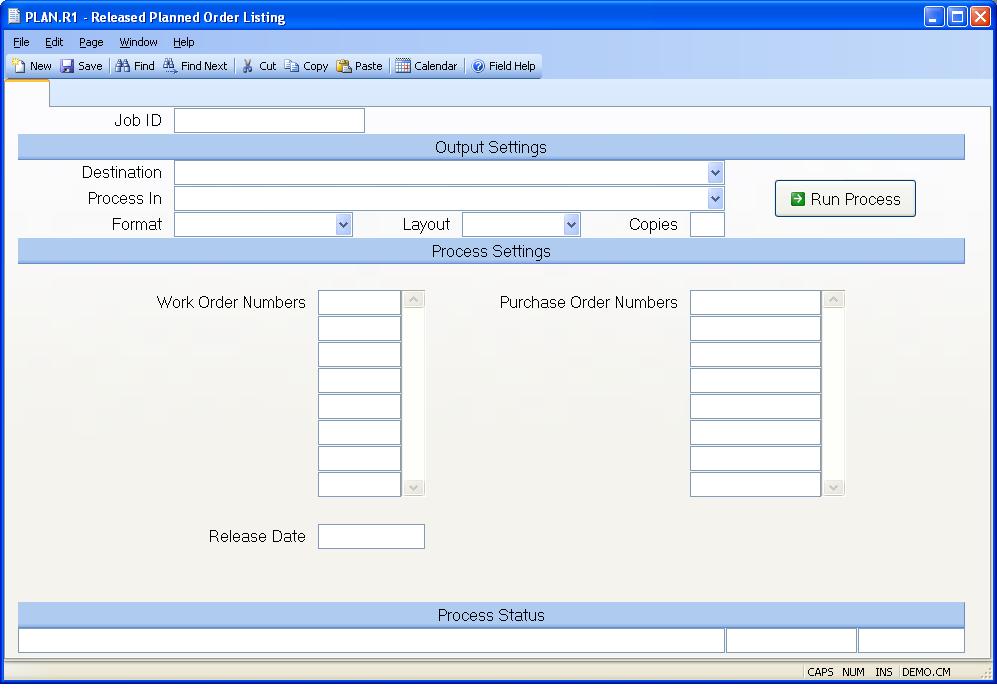 PLAN.R1 - Released Planned Order Listing
File Edit Page Window Help
New Save Find Find Next Cut Copy Paste Calendar Field Help
Job ID
Output Settings
Destination
Process In
Run Process
Format Layout Copies
Process Settings
Work Order Numbers Purchase Order Numbers
Release Date
Process Status
CAPS NUM INS DEMO.CM